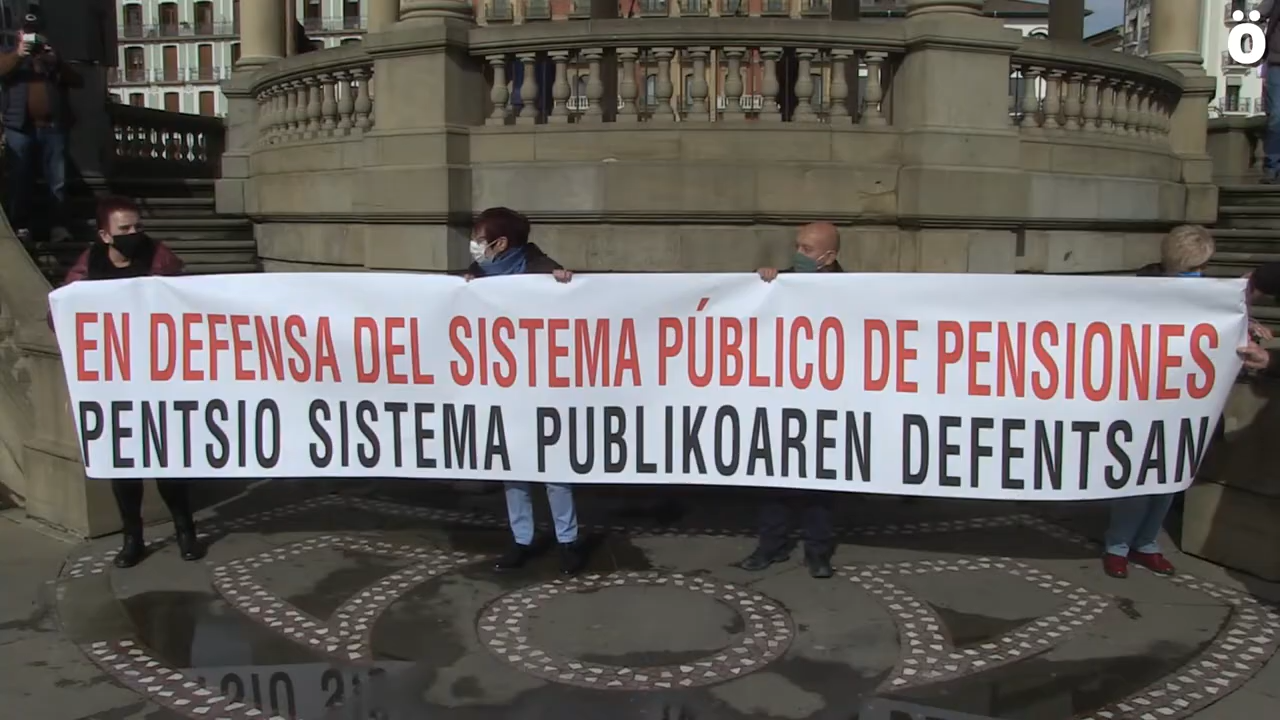 ö
EN DEFENSA DEL SISTEMA PÚBLICO DE PENSIONES
PENTSIO SISTEMA PUBLIKOAREN DEFENTSAN